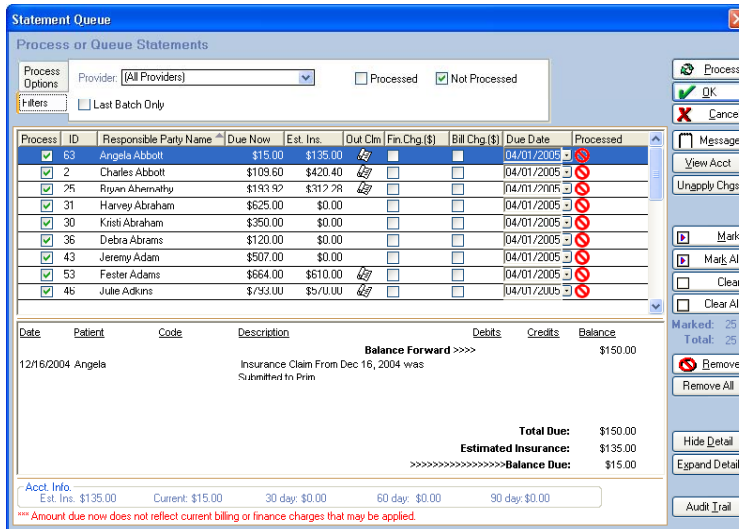 Statement Queue
Process or Queue Statements
Process Options
Filters
Provider: (All Providers)
Processed
Not Processed
Last Batch Only
Process ID Responsible Party Name Due Now Est. Ins. Out Clm Fin.Chg.($) Bill Chg.($) Due Date Processed
63 Angela Abbott $15.00 $135.00 04/01/2005
2 Charles Abbott $109.60 $420.40 04/01/2005
25 Bryan Abernathy $193.92 $312.28 04/01/2005
31 Harvey Abraham $625.00 $0.00 04/01/2005
30 Kristi Abraham $350.00 $0.00 04/01/2005
36 Debra Abrams $120.00 $0.00 04/01/2005
43 Jeremy Adam $507.00 $0.00 04/01/2005
53 Fester Adams $664.00 $610.00 04/01/2005
46 Julie Adkins $793.00 $570.00 04/01/2005
Date Patient Code Description Debits Credits Balance
Balance Forward >>>> $150.00
12/16/2004 Angela Insurance Claim From Dec 16, 2004 was
Submitted to Prim
Total Due: $150.00
Estimated Insurance: $135.00
>>>>>>>>>>>>>>>>>Balance Due: $15.00
Acct. Info.
Est. Ins. $135.00 Current: $15.00 30 day: $0.00 60 day: $0.00 90 day: $0.00
*** Amount due now does not reflect current billing or finance charges that may be applied.
Process
OK
Cance
Message
View Acct
Unapply Chgs
Mark
Mark Al
Clear
Clear Al
Marked: 25
Total: 25
Remove
Remove All
Hide Detail
Expand Detail
Audit Trail